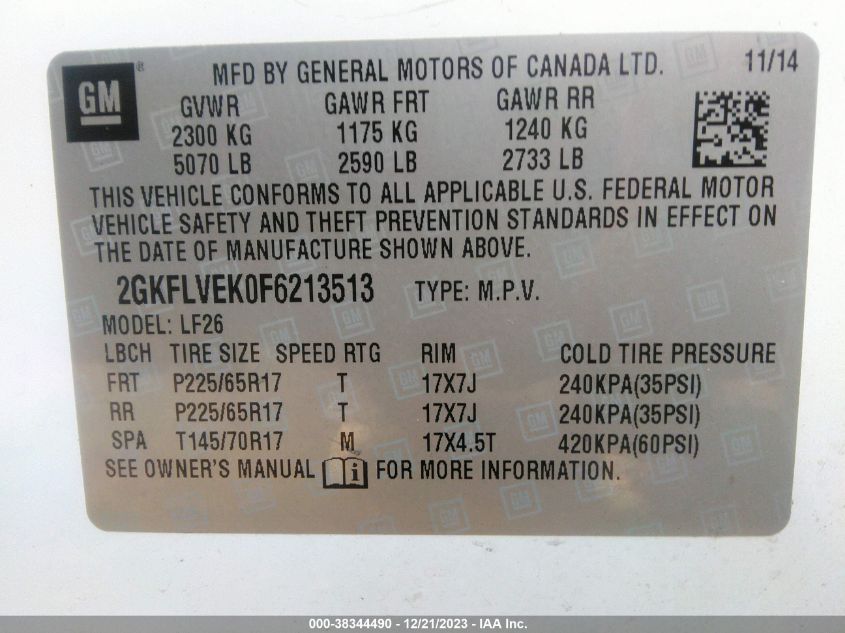 GM ® MFD BY GENERAL MOTORS OF CANADA LTD. 11/14
GVWR GAWR FRT GAWR RR
2300 KG 1175 KG 1240 KG
5070 LB 2590 LB 2733 LB
THIS VEHICLE CONFORMS TO ALL APPLICABLE U.S. FEDERAL MOTOR
VEHICLE SAFETY AND THEFT PREVENTION STANDARDS IN EFFECT ON
THE DATE OF MANUFACTURE SHOWN ABOVE.
2GKFLVEK0F6213513 TYPE: M.P.V.
MODEL: LF26
LBCH TIRE SIZE SPEED RTG RIM COLD TIRE PRESSURE
FRT P225/65R17 T 17X7J 240KPA(35PSI)
RR P225/65R17 T 17X7J 240KPA(35PSI)
SPA T145/70R17 M 17X4.5T 420KPA(60PSI)
SEE OWNER'S MANUAL i FOR MORE INFORMATION.
000-38344490 - 12/21/2023 - IAA Inc.